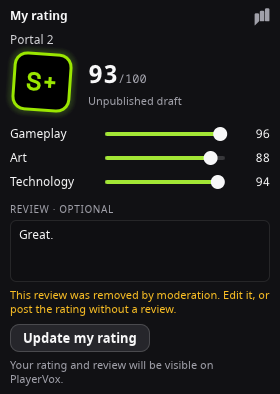 My rating
Portal 2
S+
93/100
Unpublished draft
Gameplay 96
Art 88
Technology 94
REVIEW · OPTIONAL
Great.
This review was removed by moderation. Edit it, or
post the rating without a review.
Update my rating
Your rating and review will be visible on
PlayerVox.